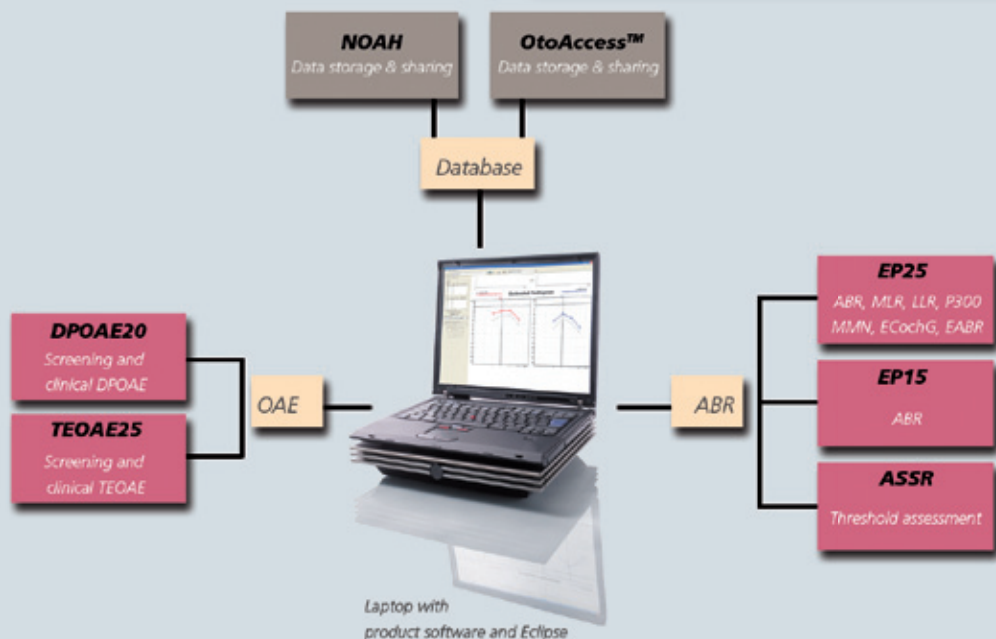 NOAH
Data storage & sharing
OtoAccess™
Data storage & sharing
Database
DPOAE20
Screening and
clinical DPOAE
TEOAE25
Screening and
clinical TEOAE
OAE
ABR
EP25
ABR, MLR, LLR, P300
MMN, ECochG, EABR
EP15
ABR
ASSR
Threshold assessment
Laptop with
product software and Eclipse